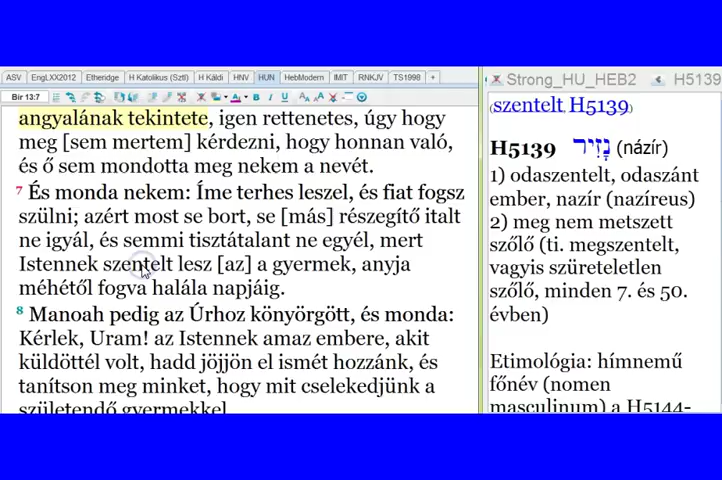 ASV EngLXX2012 Etheridge H Katolikus (SztI) H Káldi HNV HUN HebModern IMIT RNKJV TS1998 +
Bir 13:7
angyalának tekintete, igen rettenetes, úgy hogy
meg [sem mertem] kérdezni, hogy honnan való,
és ő sem mondotta meg nekem a nevét.
7 És monda nekem: Íme terhes leszel, és fiat fogsz
szülni; azért most se bort, se [más] részegítő italt
ne igyál, és semmi tisztátalant ne egyél, mert
Istennek szentelt lesz [az] a gyermek, anyja
méhétől fogva halála napjáig.
8 Manoah pedig az Úrhoz könyörgött, és monda:
Kérlek, Uram! az Istennek amaz embere, akit
küldöttél volt, hadd jöjjön el ismét hozzánk, és
tanítson meg minket, hogy mit cselekedjünk a
születendő gyermekkel
Strong_HU_HEB2 H5139
(szentelt H5139)
H5139 נָזִיר (názír)
1) odaszentelt, odaszánt
ember, nazír (nazíreus)
2) meg nem metszett
szőlő (ti. megszentelt,
vagyis szüreteletlen
szőlő, minden 7. és 50.
évben)
Etimológia: hímnemű
főnév (nomen
masculinum) a H5144-